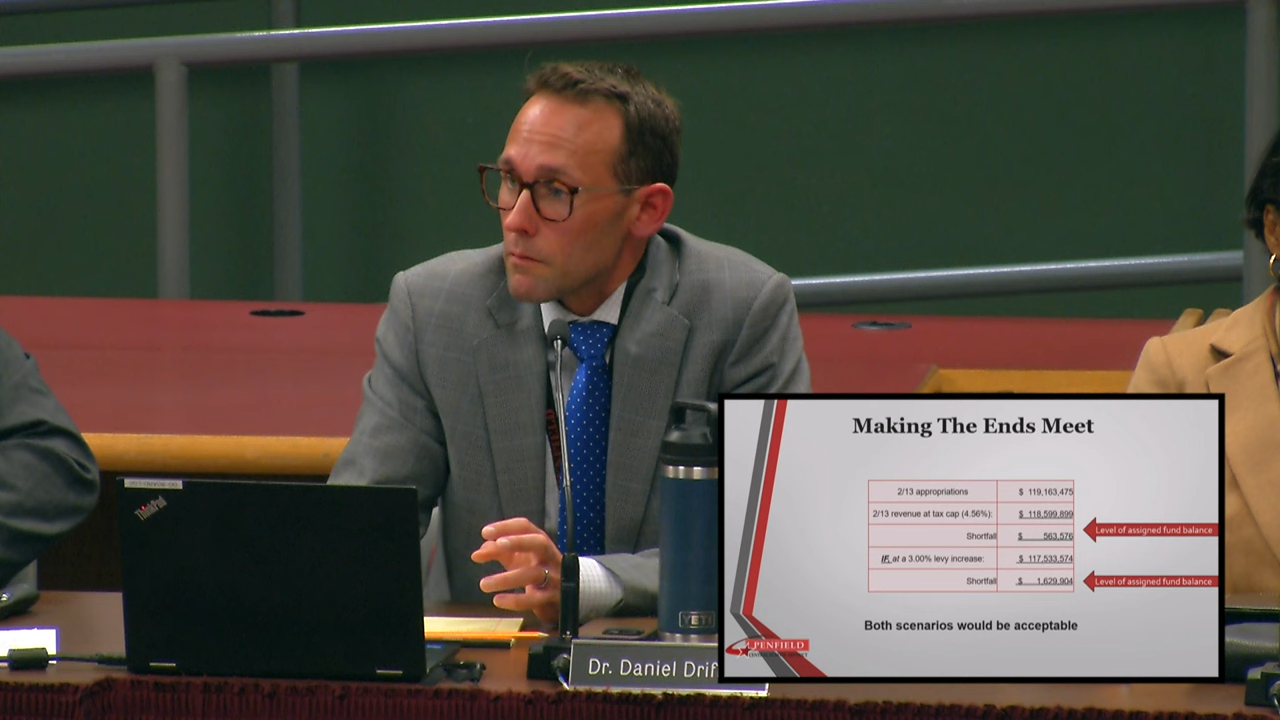 ThinkPad
YETI
Dr. Daniel Drif
Making The Ends Meet
2/13 appropriations $ 119,163,475
2/13 revenue at tax cap (4.56%): $ 118,599,899
Shortfall $ 563,576
Level of assigned fund balance
IF at a 3.00% levy increase: $ 117,533,574
Shortfall $ 1,629,904
Level of assigned fund balance
Both scenarios would be acceptable
PENFIELD